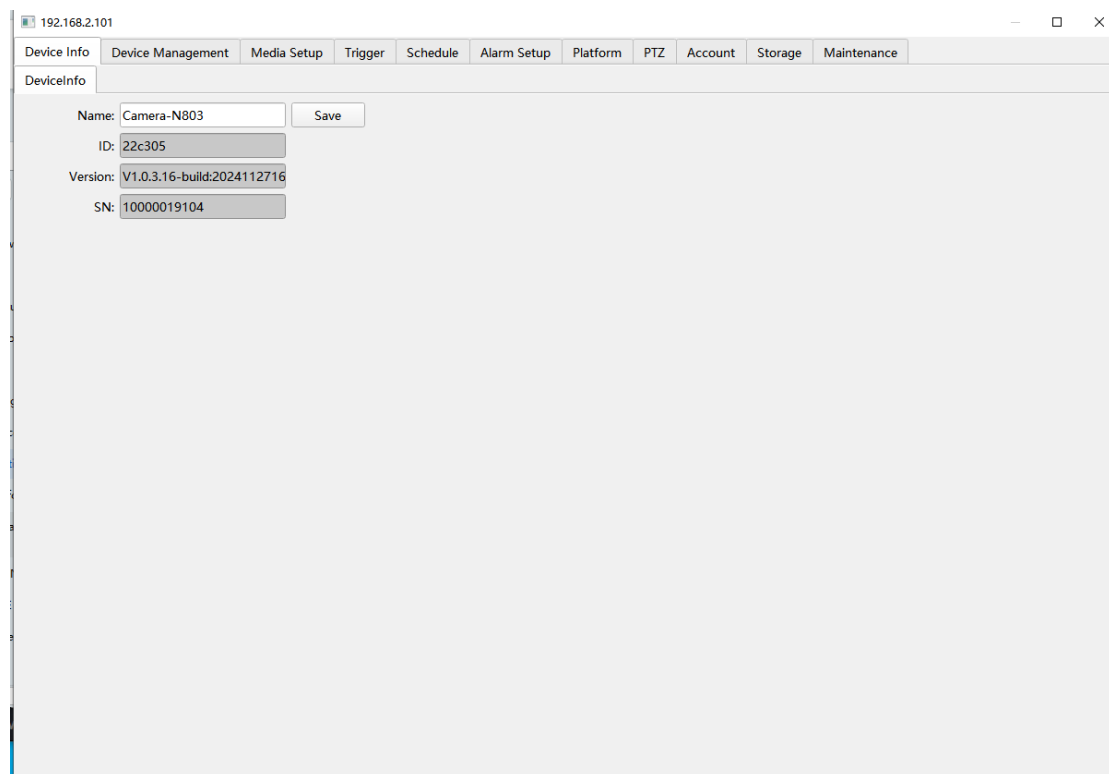 192.168.2.101
Device Info Device Management Media Setup Trigger Schedule Alarm Setup Platform PTZ Account Storage Maintenance
DeviceInfo
Name: Camera-N803 Save
ID: 22c305
Version: V1.0.3.16-build:2024112716
SN: 10000019104